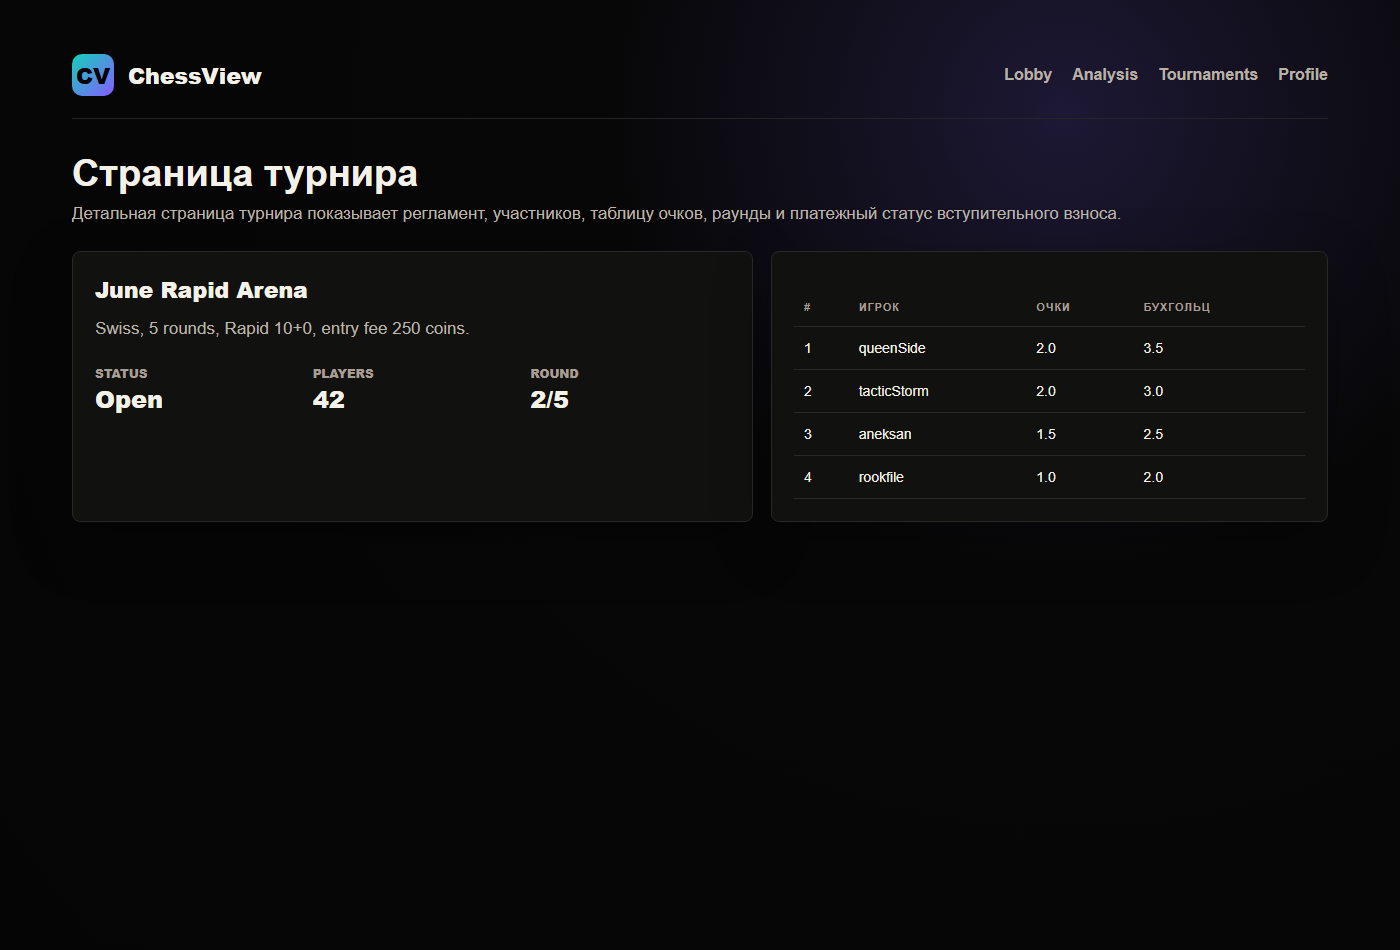 CV ChessView Lobby Analysis Tournaments Profile
Страница турнира
Детальная страница турнира показывает регламент, участников, таблицу очков, раунды и платежный статус вступительного взноса.
June Rapid Arena
Swiss, 5 rounds, Rapid 10+0, entry fee 250 coins.
STATUS PLAYERS ROUND
Open 42 2/5
# ИГРОК ОЧКИ БУХГОЛЬЦ
1 queenSide 2.0 3.5
2 tacticStorm 2.0 3.0
3 aneksan 1.5 2.5
4 rookfile 1.0 2.0